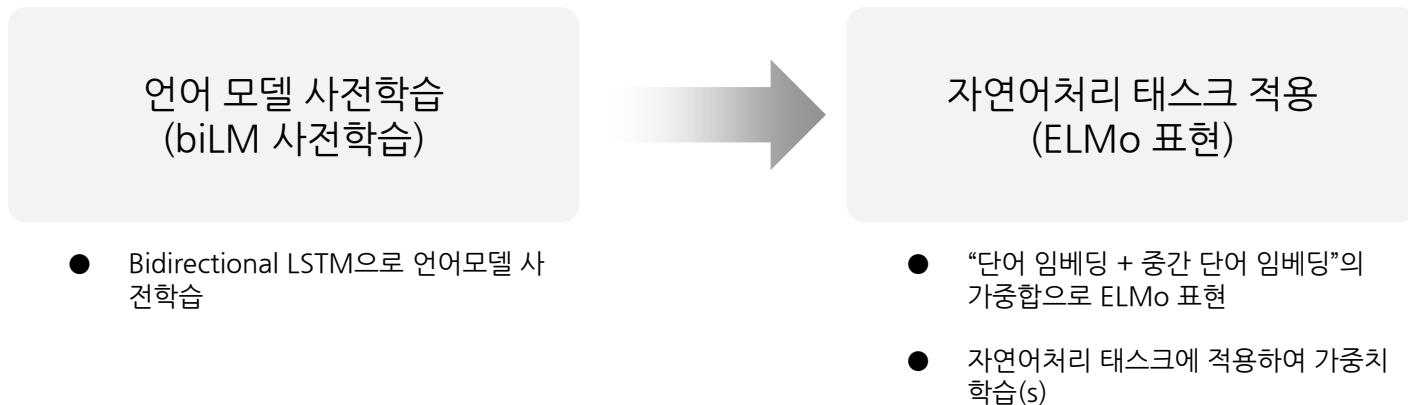 언어 모델 사전학습
(biLM 사전학습)
자연어처리 태스크 적용
(ELMo 표현)
● Bidirectional LSTM으로 언어모델 사
전학습
● “단어 임베딩 + 중간 단어 임베딩”의
가중합으로 ELMo 표현
● 자연어처리 태스크에 적용하여 가중치
학습(s)